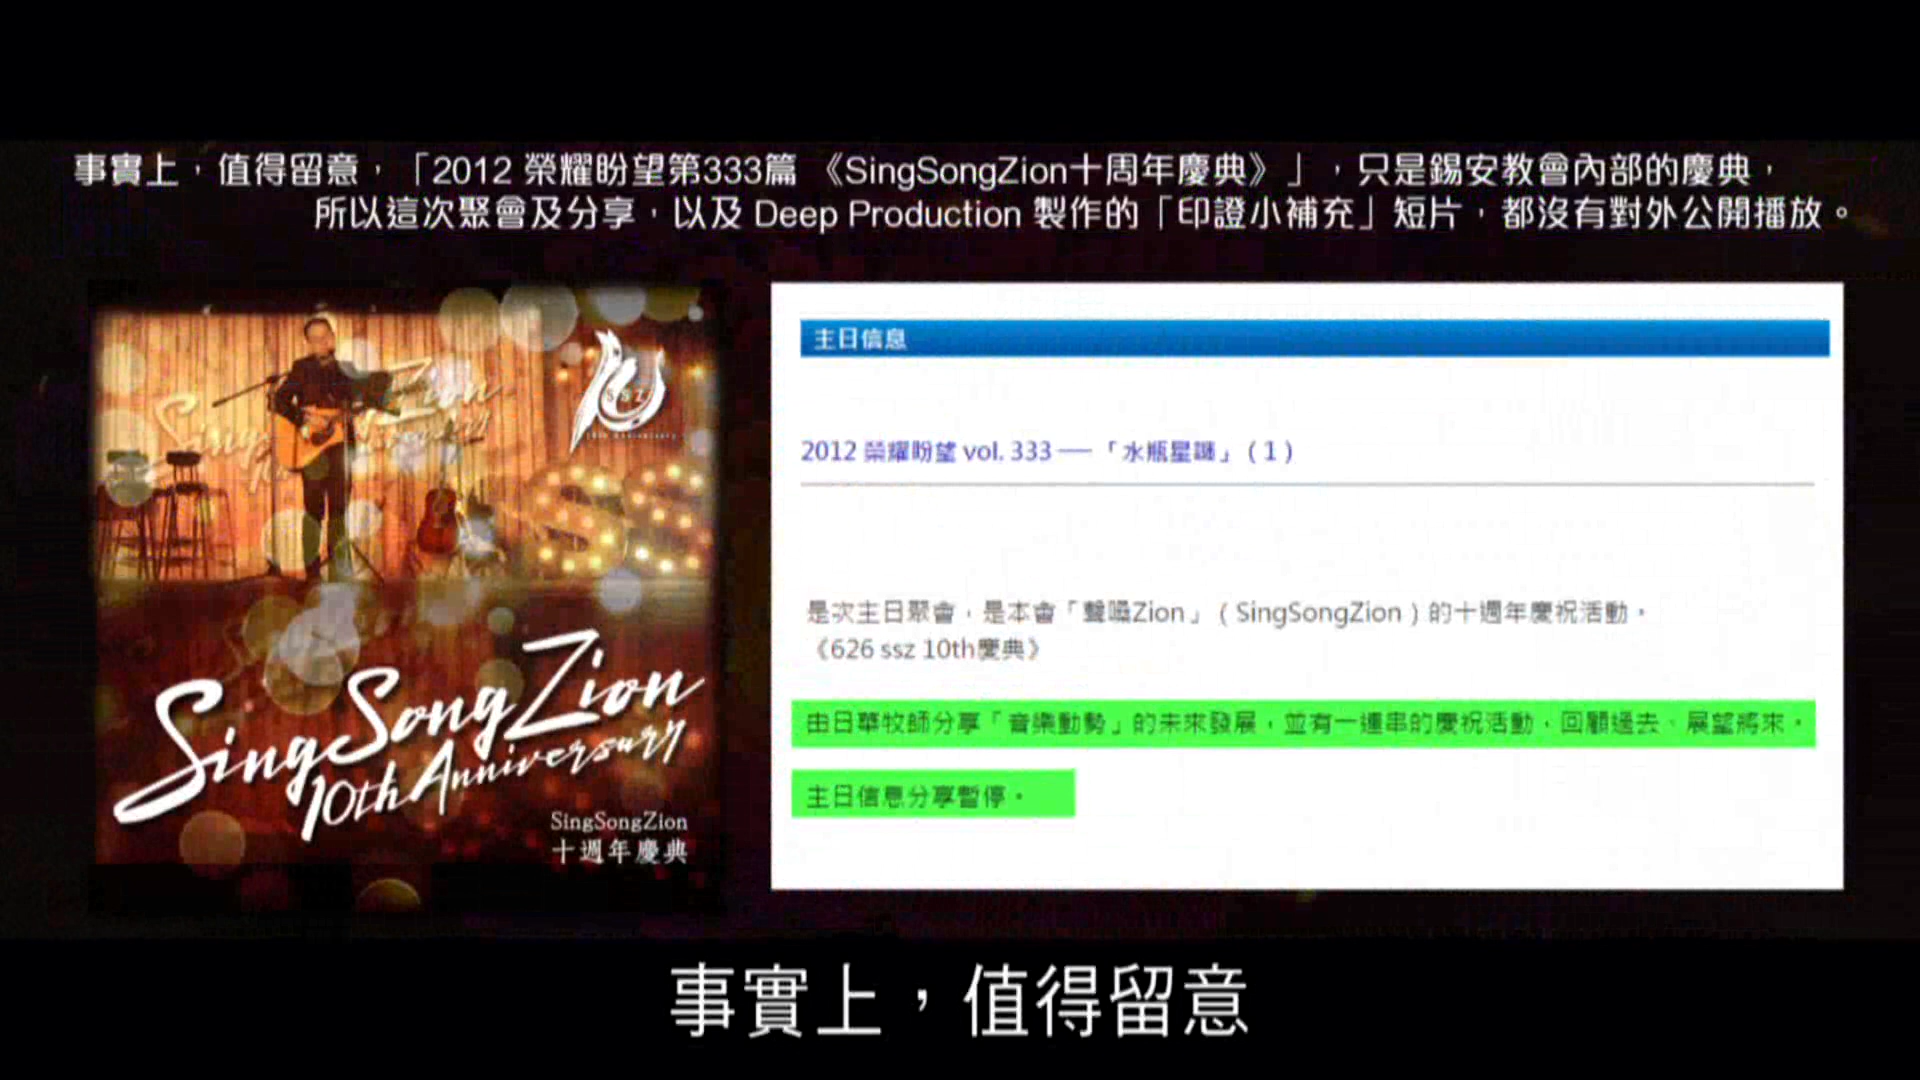 事實上，值得留意，「2012 榮耀盼望第333篇 《SingSongZion十周年慶典》」，只是錫安教會內部的慶典，
所以這次聚會及分享，以及 Deep Production 製作的「印證小補充」短片，都沒有對外公開播放。
SSZ
10th Anniversary
SS
SingSongZion
10th Anniversary
SingSongZion
十週年慶典
主日信息
2012 榮耀盼望 vol. 333 ── 「水瓶星謎」 ( 1 )
是次主日聚會，是本會「聲嗓Zion」（SingSongZion）的十週年慶祝活動，
《626 ssz 10th慶典》
由日華牧師分享「音樂動勢」的未來發展，並有一連串的慶祝活動，回顧過去、展望將來。
主日信息分享暫停。
事實上，值得留意